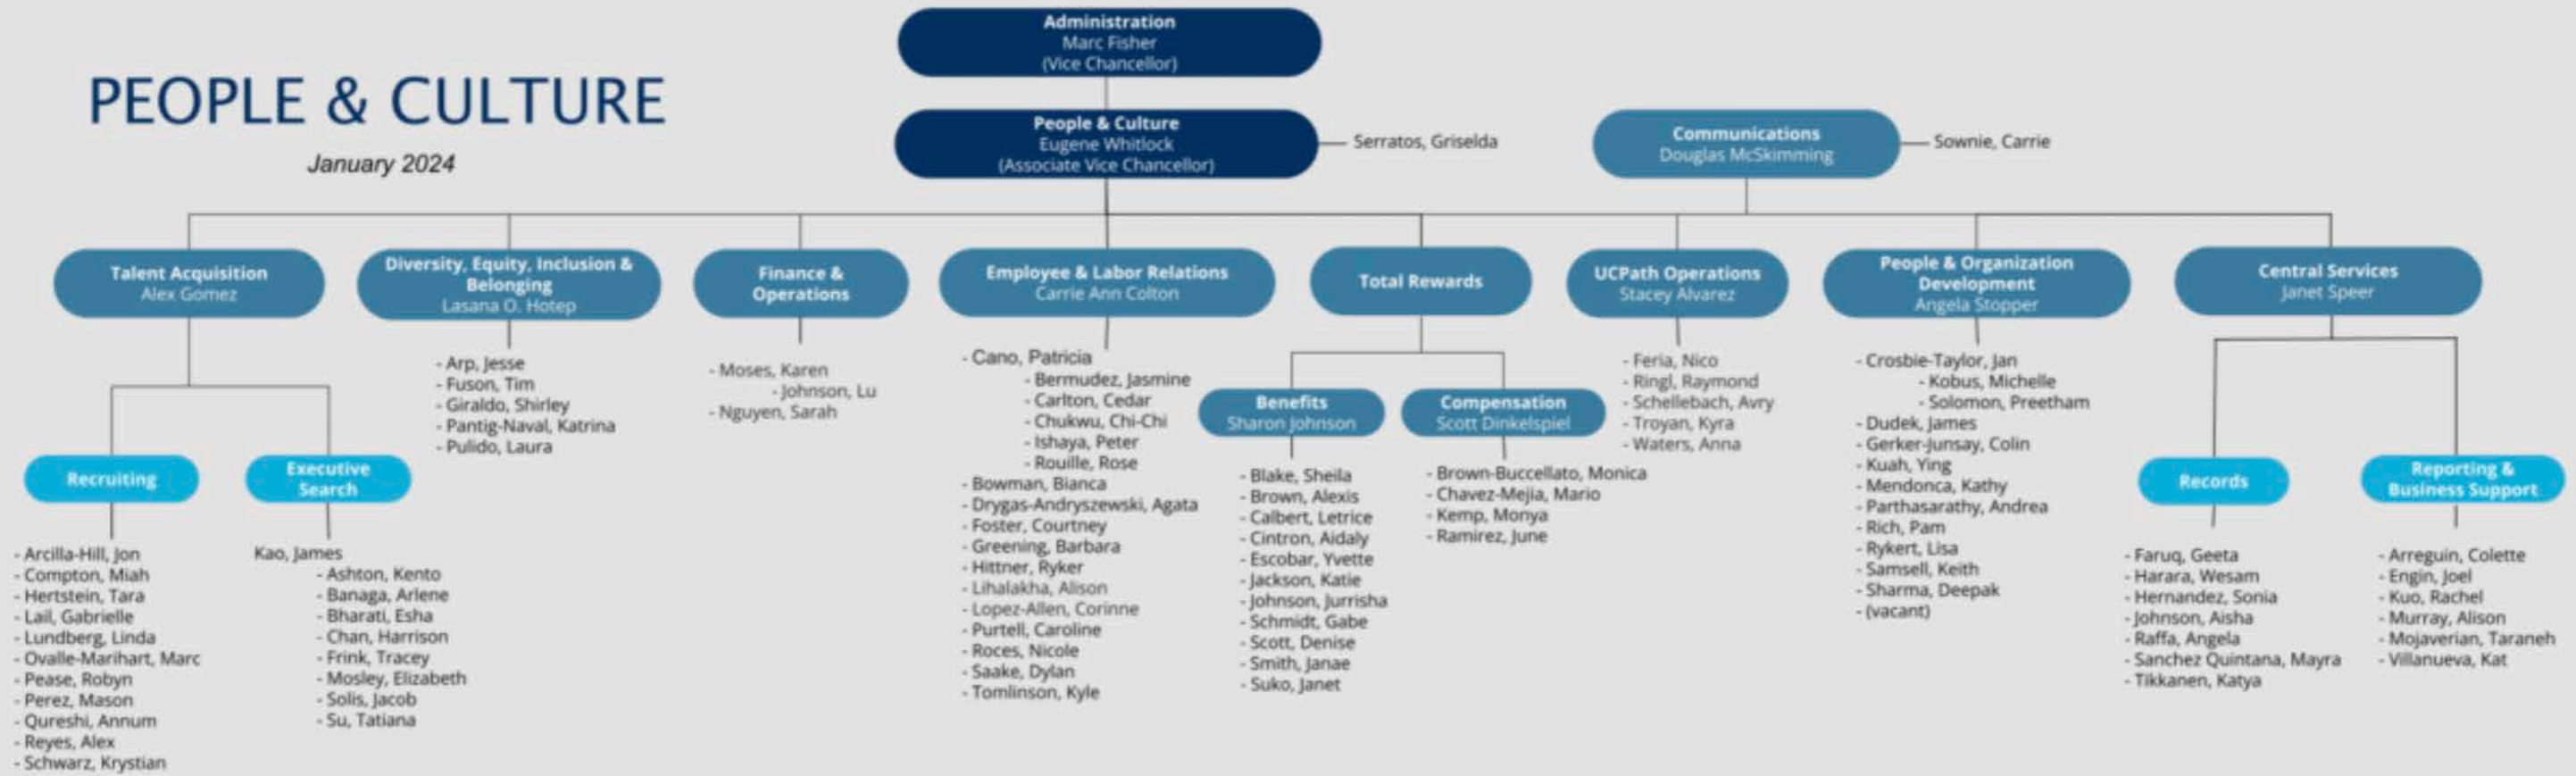 PEOPLE & CULTURE
January 2024
Administration
Marc Fisher
(Vice Chancellor)
People & Culture
Eugene Whitlock
(Associate Vice Chancellor)
Serratos, Griselda
Communications
Douglas McSkimming
Sownie, Carrie
Talent Acquisition
Alex Gomez
Recruiting
- Arcilla-Hill, Jon
- Compton, Miah
- Hertstein, Tara
- Lail, Gabrielle
- Lundberg, Linda
- Ovalle-Marihart, Marc
- Pease, Robyn
- Perez, Mason
- Qureshi, Annum
- Reyes, Alex
- Schwarz, Krystian
Executive
Search
Kao, James
- Ashton, Kento
- Banaga, Arlene
- Bharati, Esha
- Chan, Harrison
- Frink, Tracey
- Mosley, Elizabeth
- Solis, Jacob
- Su, Tatiana
Diversity, Equity, Inclusion &
Belonging
Lasana O. Hotep
- Arp, Jesse
- Fuson, Tim
- Giraldo, Shirley
- Pantig-Naval, Katrina
- Pulido, Laura
Finance &
Operations
- Moses, Karen
- Johnson, Lu
- Nguyen, Sarah
Employee & Labor Relations
Carrie Ann Colton
- Cano, Patricia
- Bermudez, Jasmine
- Carlton, Cedar
- Chukwu, Chi-Chi
- Ishaya, Peter
- Rouille, Rose
- Bowman, Bianca
- Drygas-Andryszewski, Agata
- Foster, Courtney
- Greening, Barbara
- Hittner, Ryker
- Lihalakha, Alison
- Lopez-Allen, Corinne
- Purtell, Caroline
- Roces, Nicole
- Saake, Dylan
- Tomlinson, Kyle
Total Rewards
Benefits
Sharon Johnson
- Blake, Sheila
- Brown, Alexis
- Calbert, Letrice
- Cintron, Aidaly
- Escobar, Yvette
- Jackson, Katie
- Johnson, Jurrisha
- Schmidt, Gabe
- Scott, Denise
- Smith, Janae
- Suko, Janet
Compensation
Scott Dinkelspiel
- Brown-Buccellato, Monica
- Chavez-Mejia, Mario
- Kemp, Monya
- Ramirez, June
UCPath Operations
Stacey Alvarez
- Feria, Nico
- Ringl, Raymond
- Schellebach, Avry
- Troyan, Kyra
- Waters, Anna
People & Organization
Development
Angela Stopper
- Crosbie-Taylor, Jan
- Kobus, Michelle
- Solomon, Preetham
- Dudek, James
- Gerker-Junsay, Colin
- Kuah, Ying
- Mendonca, Kathy
- Parthasarathy, Andrea
- Rich, Pam
- Rykert, Lisa
- Samsell, Keith
- Sharma, Deepak
- (vacant)
Central Services
Janet Speer
Records
- Faruq, Geeta
- Harara, Wesam
- Hernandez, Sonia
- Johnson, Aisha
- Raffa, Angela
- Sanchez Quintana, Mayra
- Tikkanen, Katya
Reporting &
Business Support
- Arreguin, Colette
- Engin, Joel
- Kuo, Rachel
- Murray, Alison
- Mojaverian, Taraneh
- Villanueva, Kat